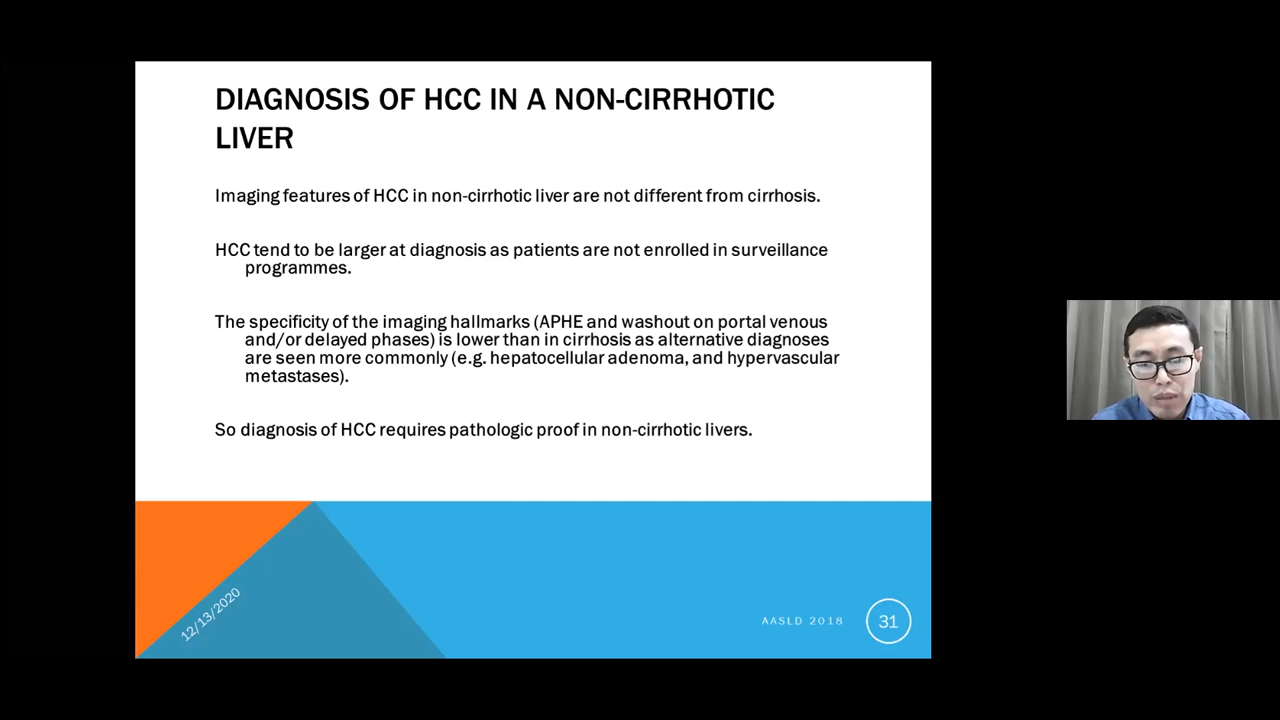 DIAGNOSIS OF HCC IN A NON-CIRRHOTIC
LIVER
Imaging features of HCC in non-cirrhotic liver are not different from cirrhosis.
HCC tend to be larger at diagnosis as patients are not enrolled in surveillance
programmes.
The specificity of the imaging hallmarks (APHE and washout on portal venous
and/or delayed phases) is lower than in cirrhosis as alternative diagnoses
are seen more commonly (e.g. hepatocellular adenoma, and hypervascular
metastases).
So diagnosis of HCC requires pathologic proof in non-cirrhotic livers.
12/13/2020
AASLD 2018
31